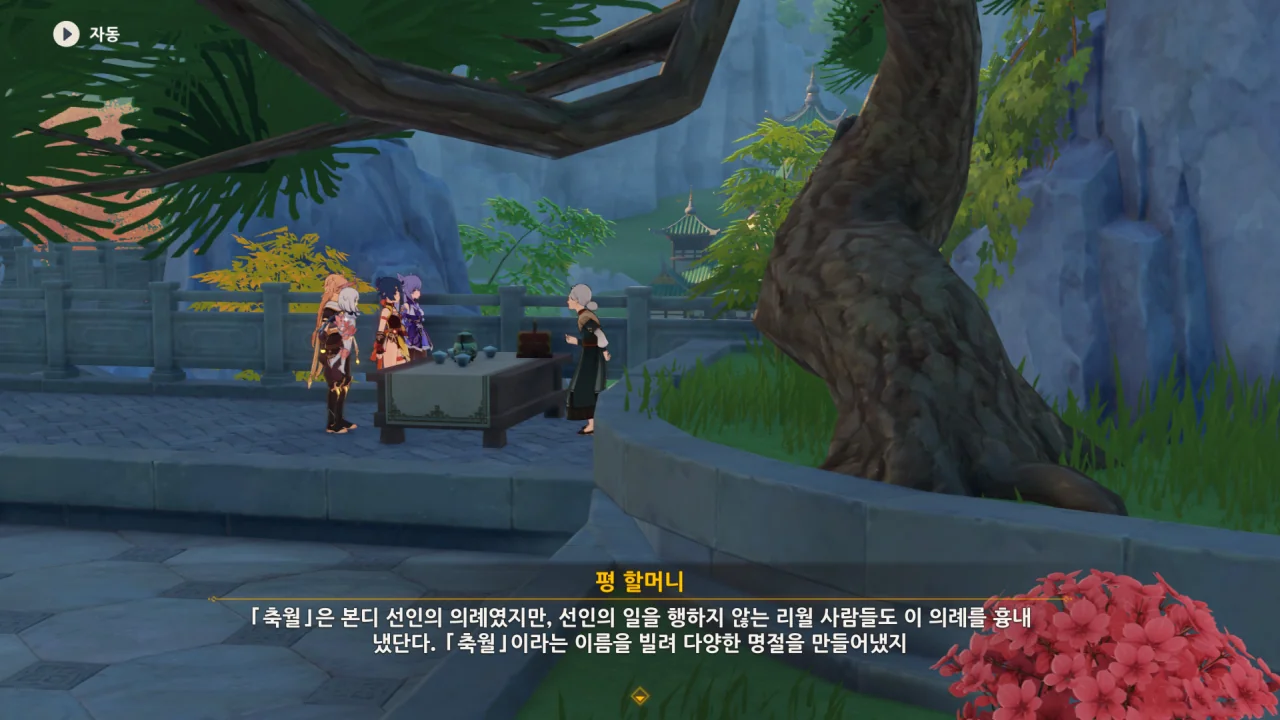 자동
평 할머니
「축월」은 본디 선인의 의례였지만, 선인의 일을 행하지 않는 리월 사람들도 이 의례를 흉내
냈단다. 「축월」이라는 이름을 빌려 다양한 명절을 만들어냈지